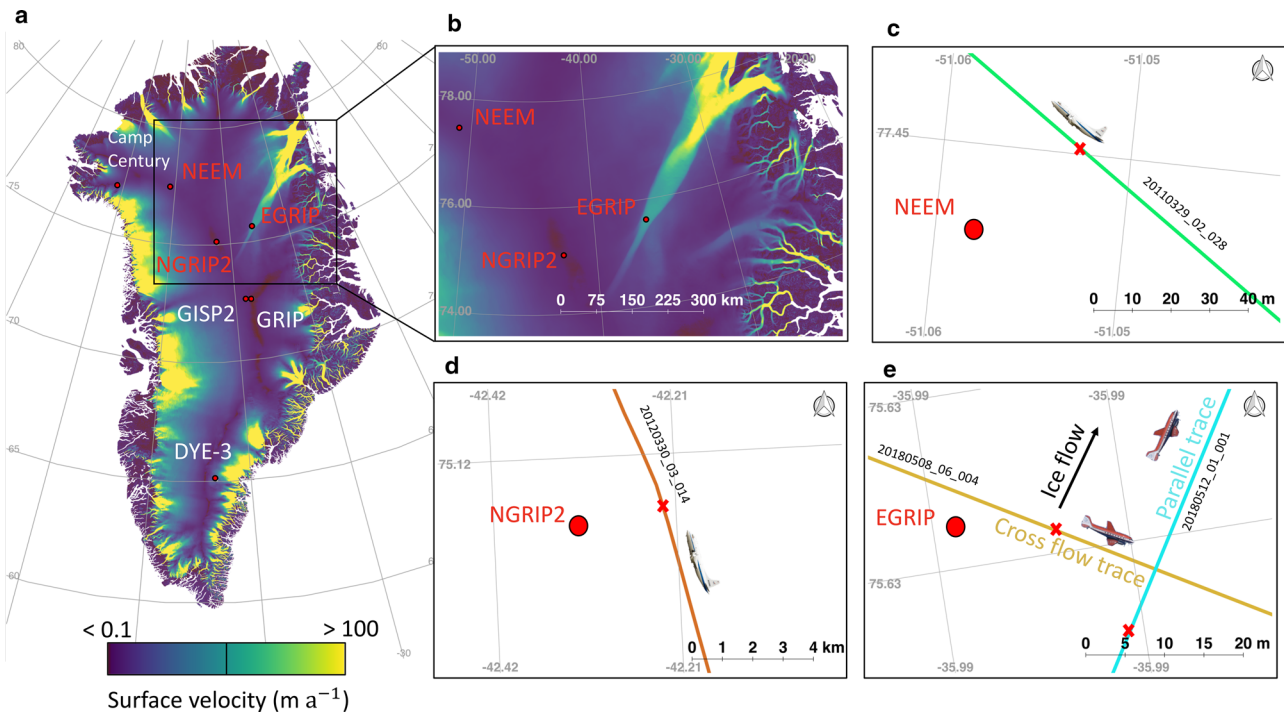 a
80
80
Camp
Century
NEEM
75
EGRIP
NGRIP2
GISP2
GRIP
70
65
DYE-3
60
-30
< 0.1
> 100
Surface velocity (m a⁻¹)
b
-50.00
-40.00
-30.00
-20.00
78.00
NEEM
76.00
EGRIP
NGRIP2
74.00
0 75 150 225 300 km
c
-51.06
-51.05
77.45
20110329_02_028
NEEM
0 10 20 30 40 m
-51.06
-51.05
d
-42.42
-42.21
20120330_03_014
75.12
NGRIP2
0 1 2 3 4 km
-42.42
-42.21
e
-35.99
-35.99
75.63
Parallel trace
20180512_01_001
Ice flow
20180508_06_004
EGRIP
Cross flow trace
75.63
0 5 10 15 20 m
-35.99
-35.99